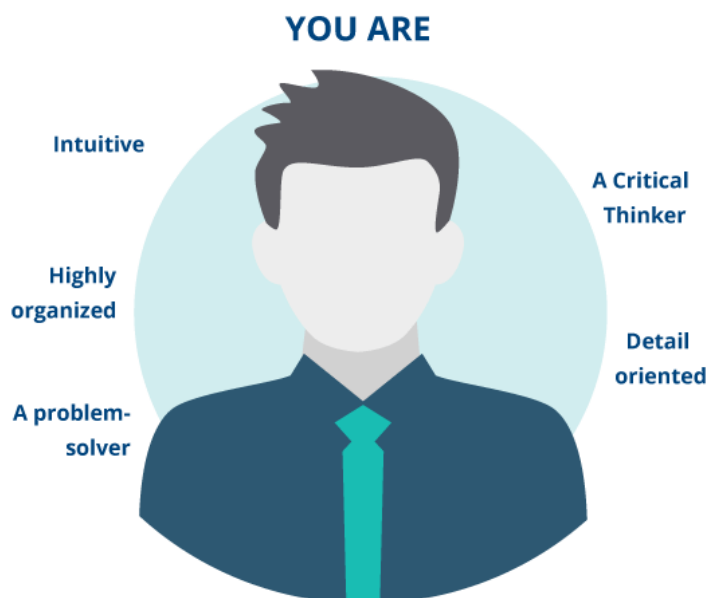 YOU ARE
Intuitive
A Critical
Thinker
Highly
organized
Detail
oriented
A problem-
solver